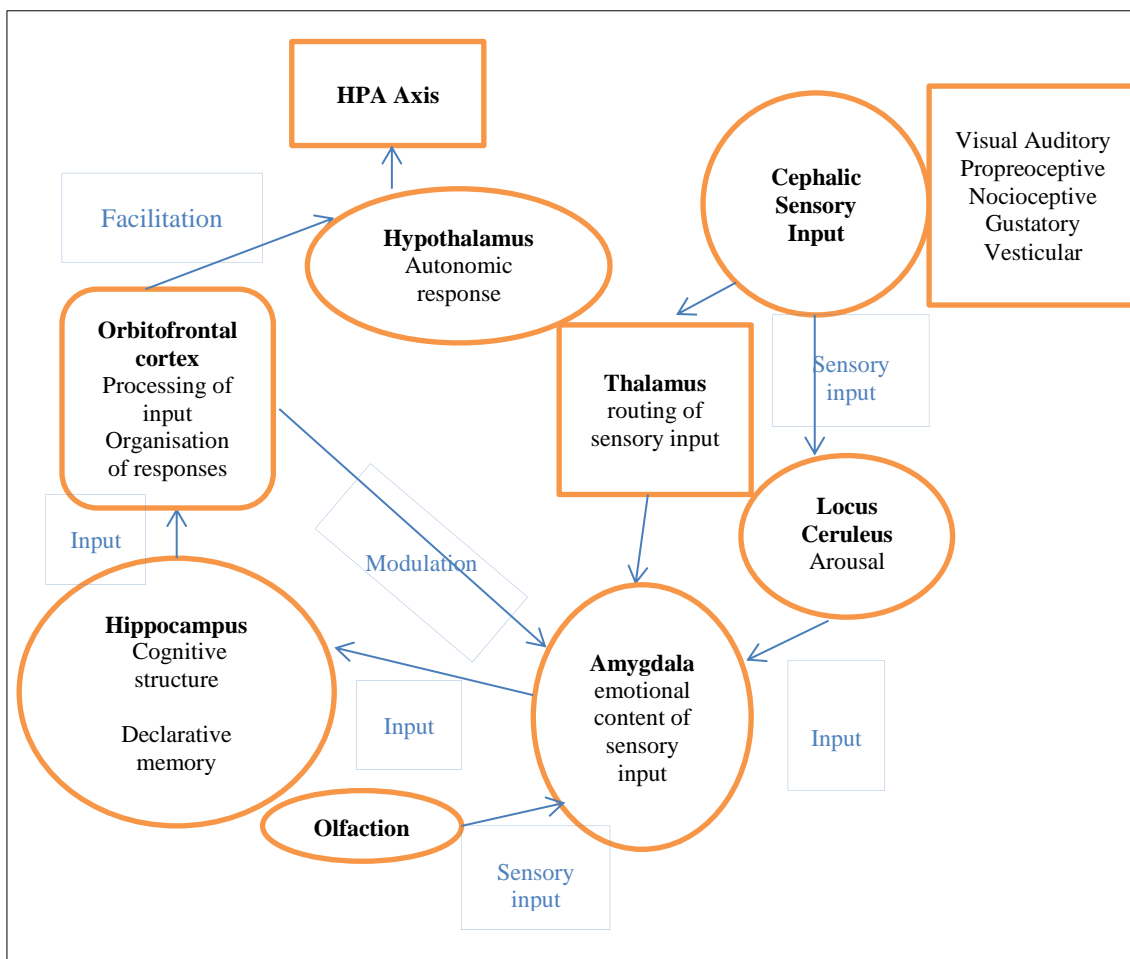 HPA Axis
Cephalic
Sensory
Input
Visual Auditory
Propreoceptive
Nocioceptive
Gustatory
Vesticular
Facilitation
Hypothalamus
Autonomic
response
Orbitofrontal
cortex
Processing of
input
Organisation
of responses
Thalamus
routing of
sensory input
Sensory
input
Locus
Ceruleus
Arousal
Input
Modulation
Hippocampus
Cognitive
structure
Declarative
memory
Amygdala
emotional
content of
sensory
input
Input
Input
Olfaction
Sensory
input